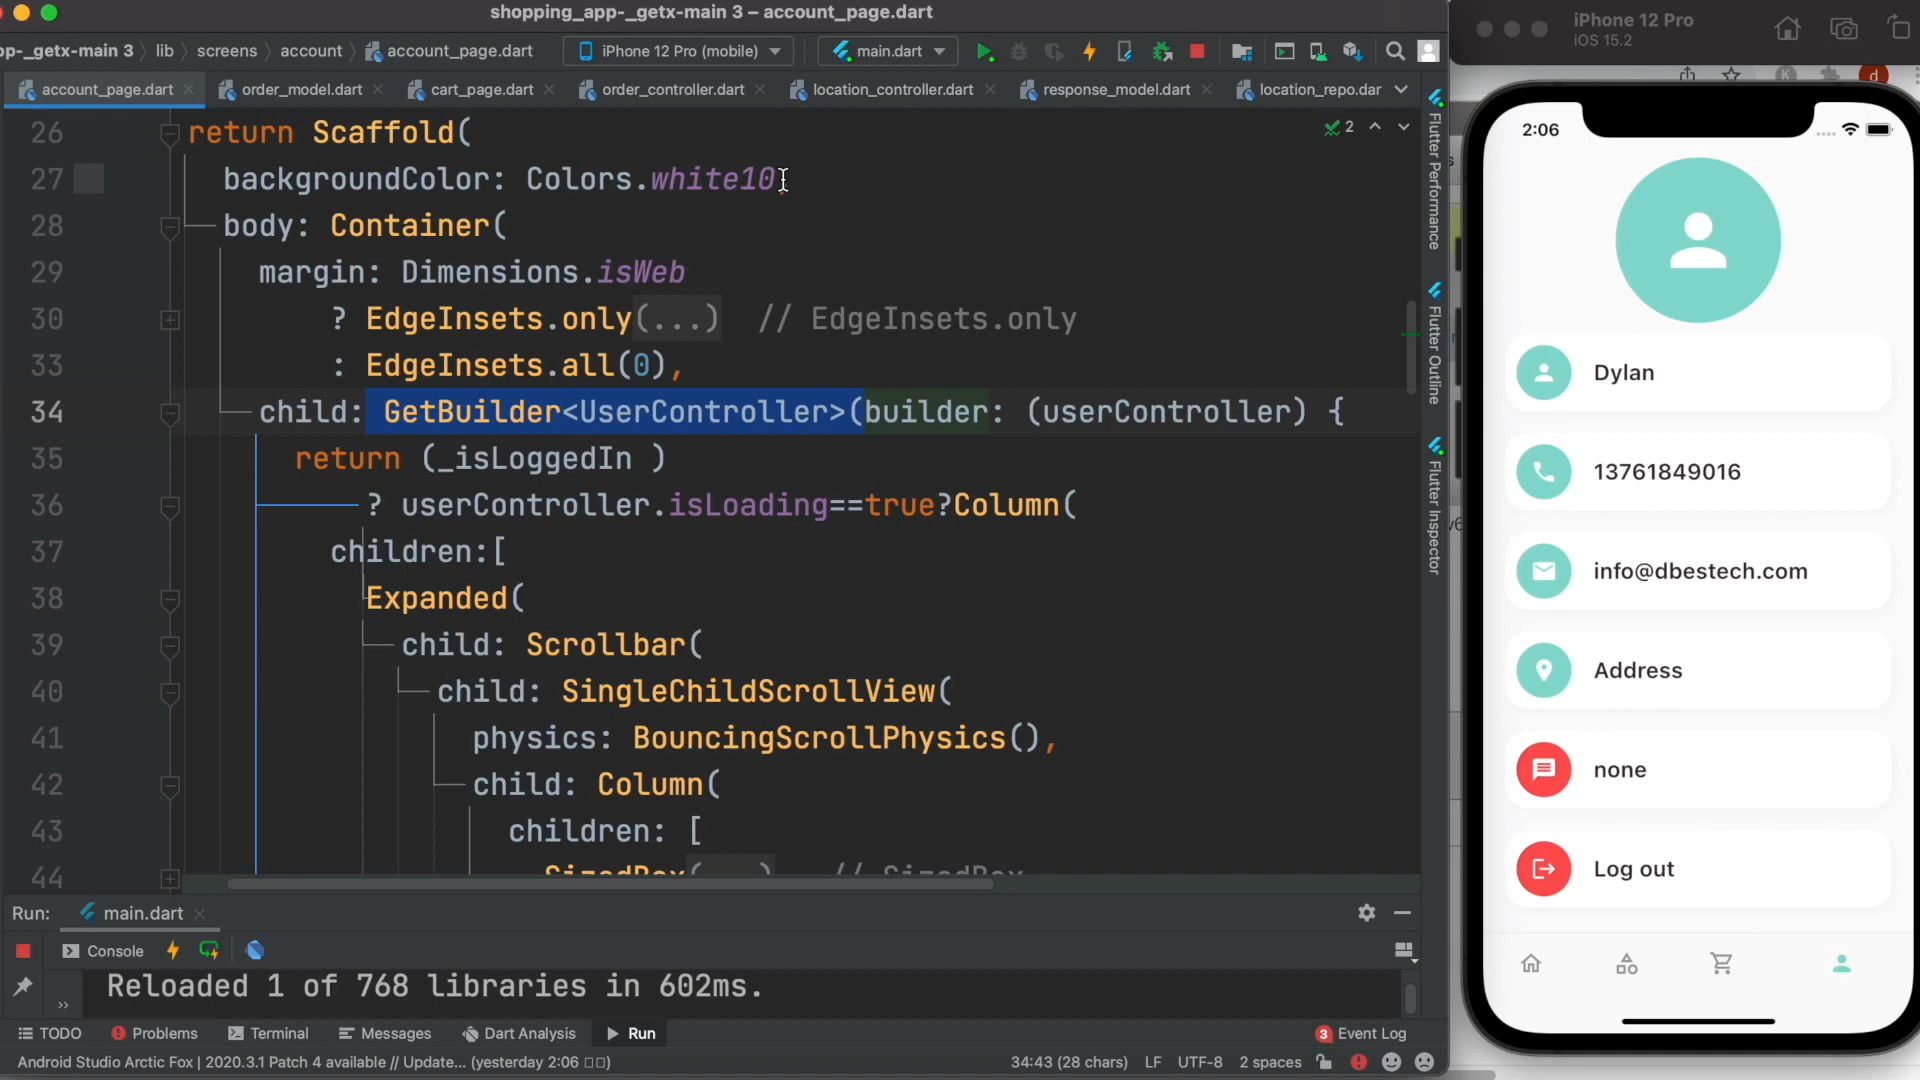 shopping_app-_getx-main 3 – account_page.dart
pp-_getx-main 3 lib screens account account_page.dart iPhone 12 Pro (mobile) main.dart
account_page.dart order_model.dart cart_page.dart order_controller.dart location_controller.dart response_model.dart location_repo.dar
26 return Scaffold(
2
27 backgroundColor: Colors.white10,
28 body: Container(
29 margin: Dimensions.isWeb
30 ? EdgeInsets.only(...) // EdgeInsets.only
33 : EdgeInsets.all(0),
34 child: GetBuilder<UserController>(builder: (userController) {
35 return (_isLoggedIn )
36 ? userController.isLoading==true?Column(
37 children:[
38 Expanded(
39 child: Scrollbar(
40 child: SingleChildScrollView(
41 physics: BouncingScrollPhysics(),
42 child: Column(
43 children: [
44 SizedBox(...) // SizedBox
Flutter Performance
Flutter Outline
Flutter Inspector
Run: main.dart
Console
Reloaded 1 of 768 libraries in 602ms.
TODO Problems Terminal Messages Dart Analysis Run 3 Event Log
Android Studio Arctic Fox | 2020.3.1 Patch 4 available // Update... (yesterday 2:06 34:43 (28 chars) LF UTF-8 2 spaces
iPhone 12 Pro
iOS 15.2
K
d
2:06
Dylan
13761849016
info@dbestech.com
Address
none
Log out